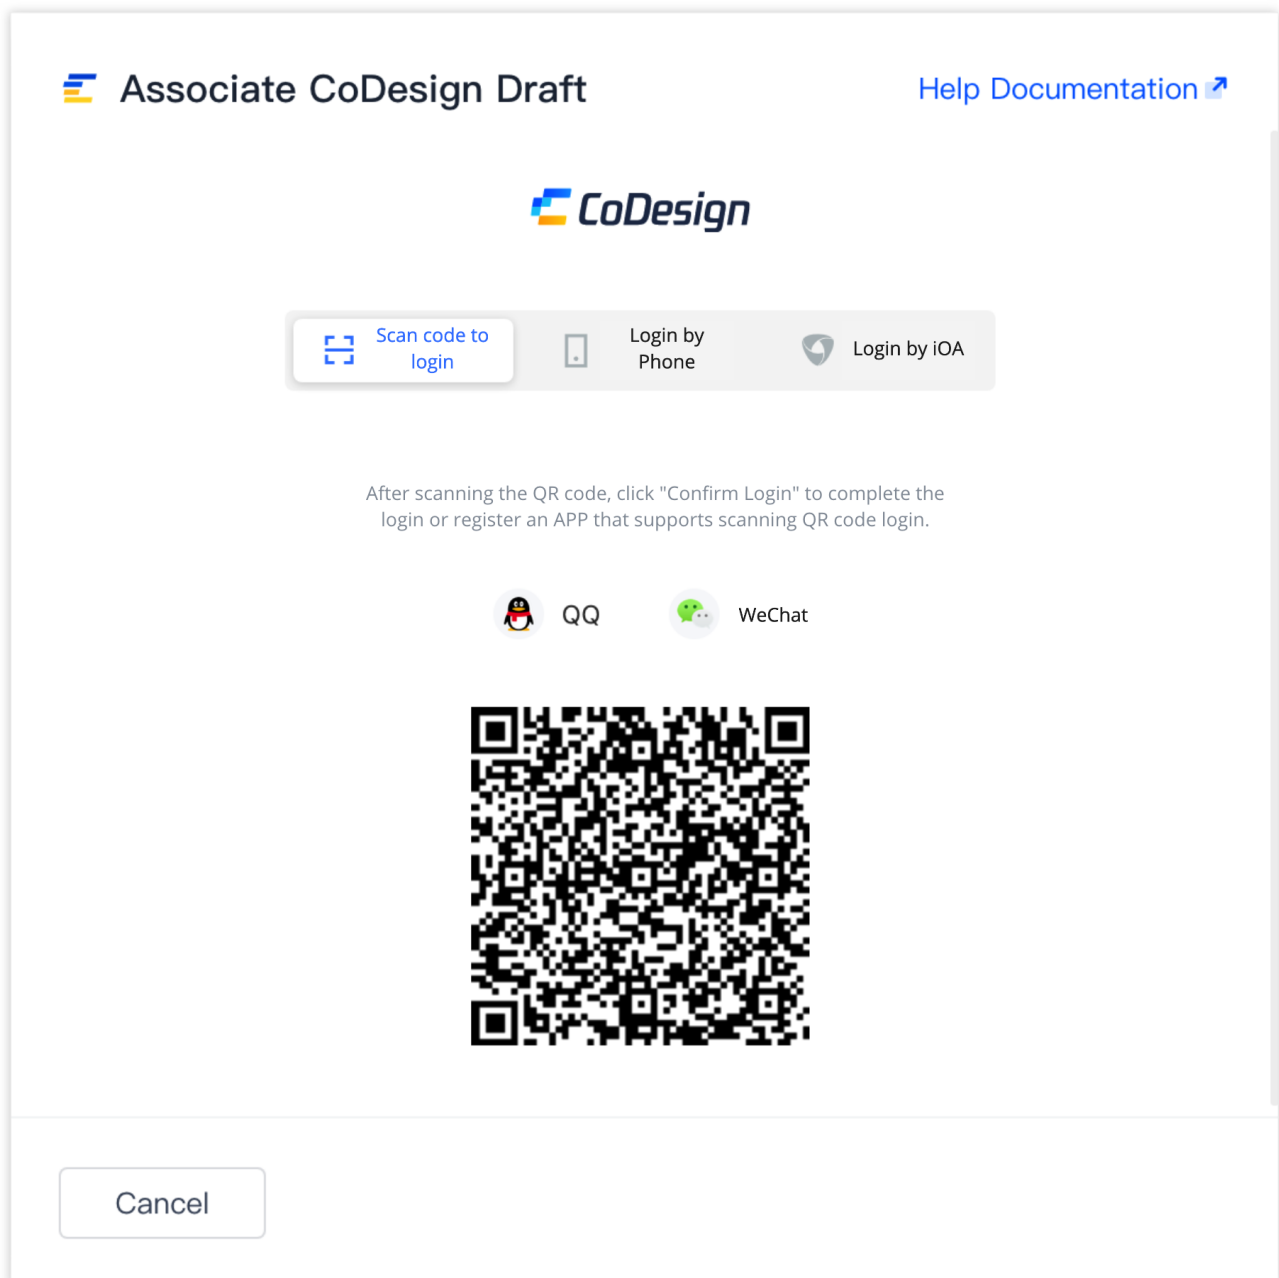 Associate CoDesign Draft
Help Documentation
CoDesign
Scan code to
login
Login by
Phone
Login by iOA
After scanning the QR code, click "Confirm Login" to complete the
login or register an APP that supports scanning QR code login.
QQ
WeChat
Cancel